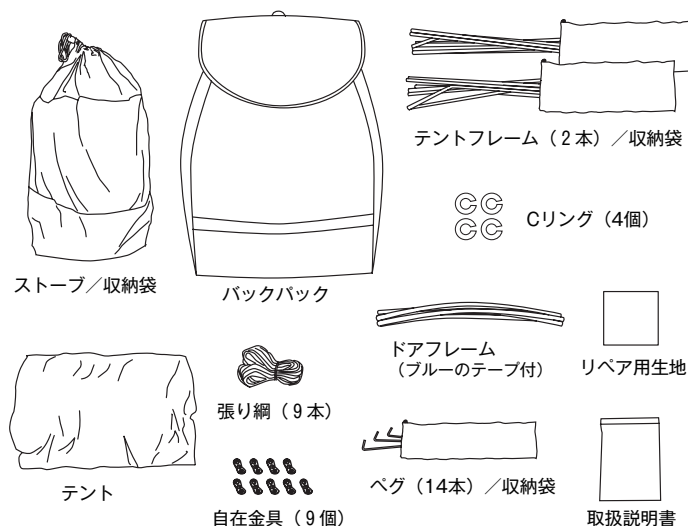 テントフレーム（2本）／収納袋
Cリング（4個）
ストーブ／収納袋
バックパック
ドアフレーム
（ブルーのテープ付）
リペア用生地
張り綱（9本）
テント
自在金具（9個）
ペグ（14本）／収納袋
取扱説明書